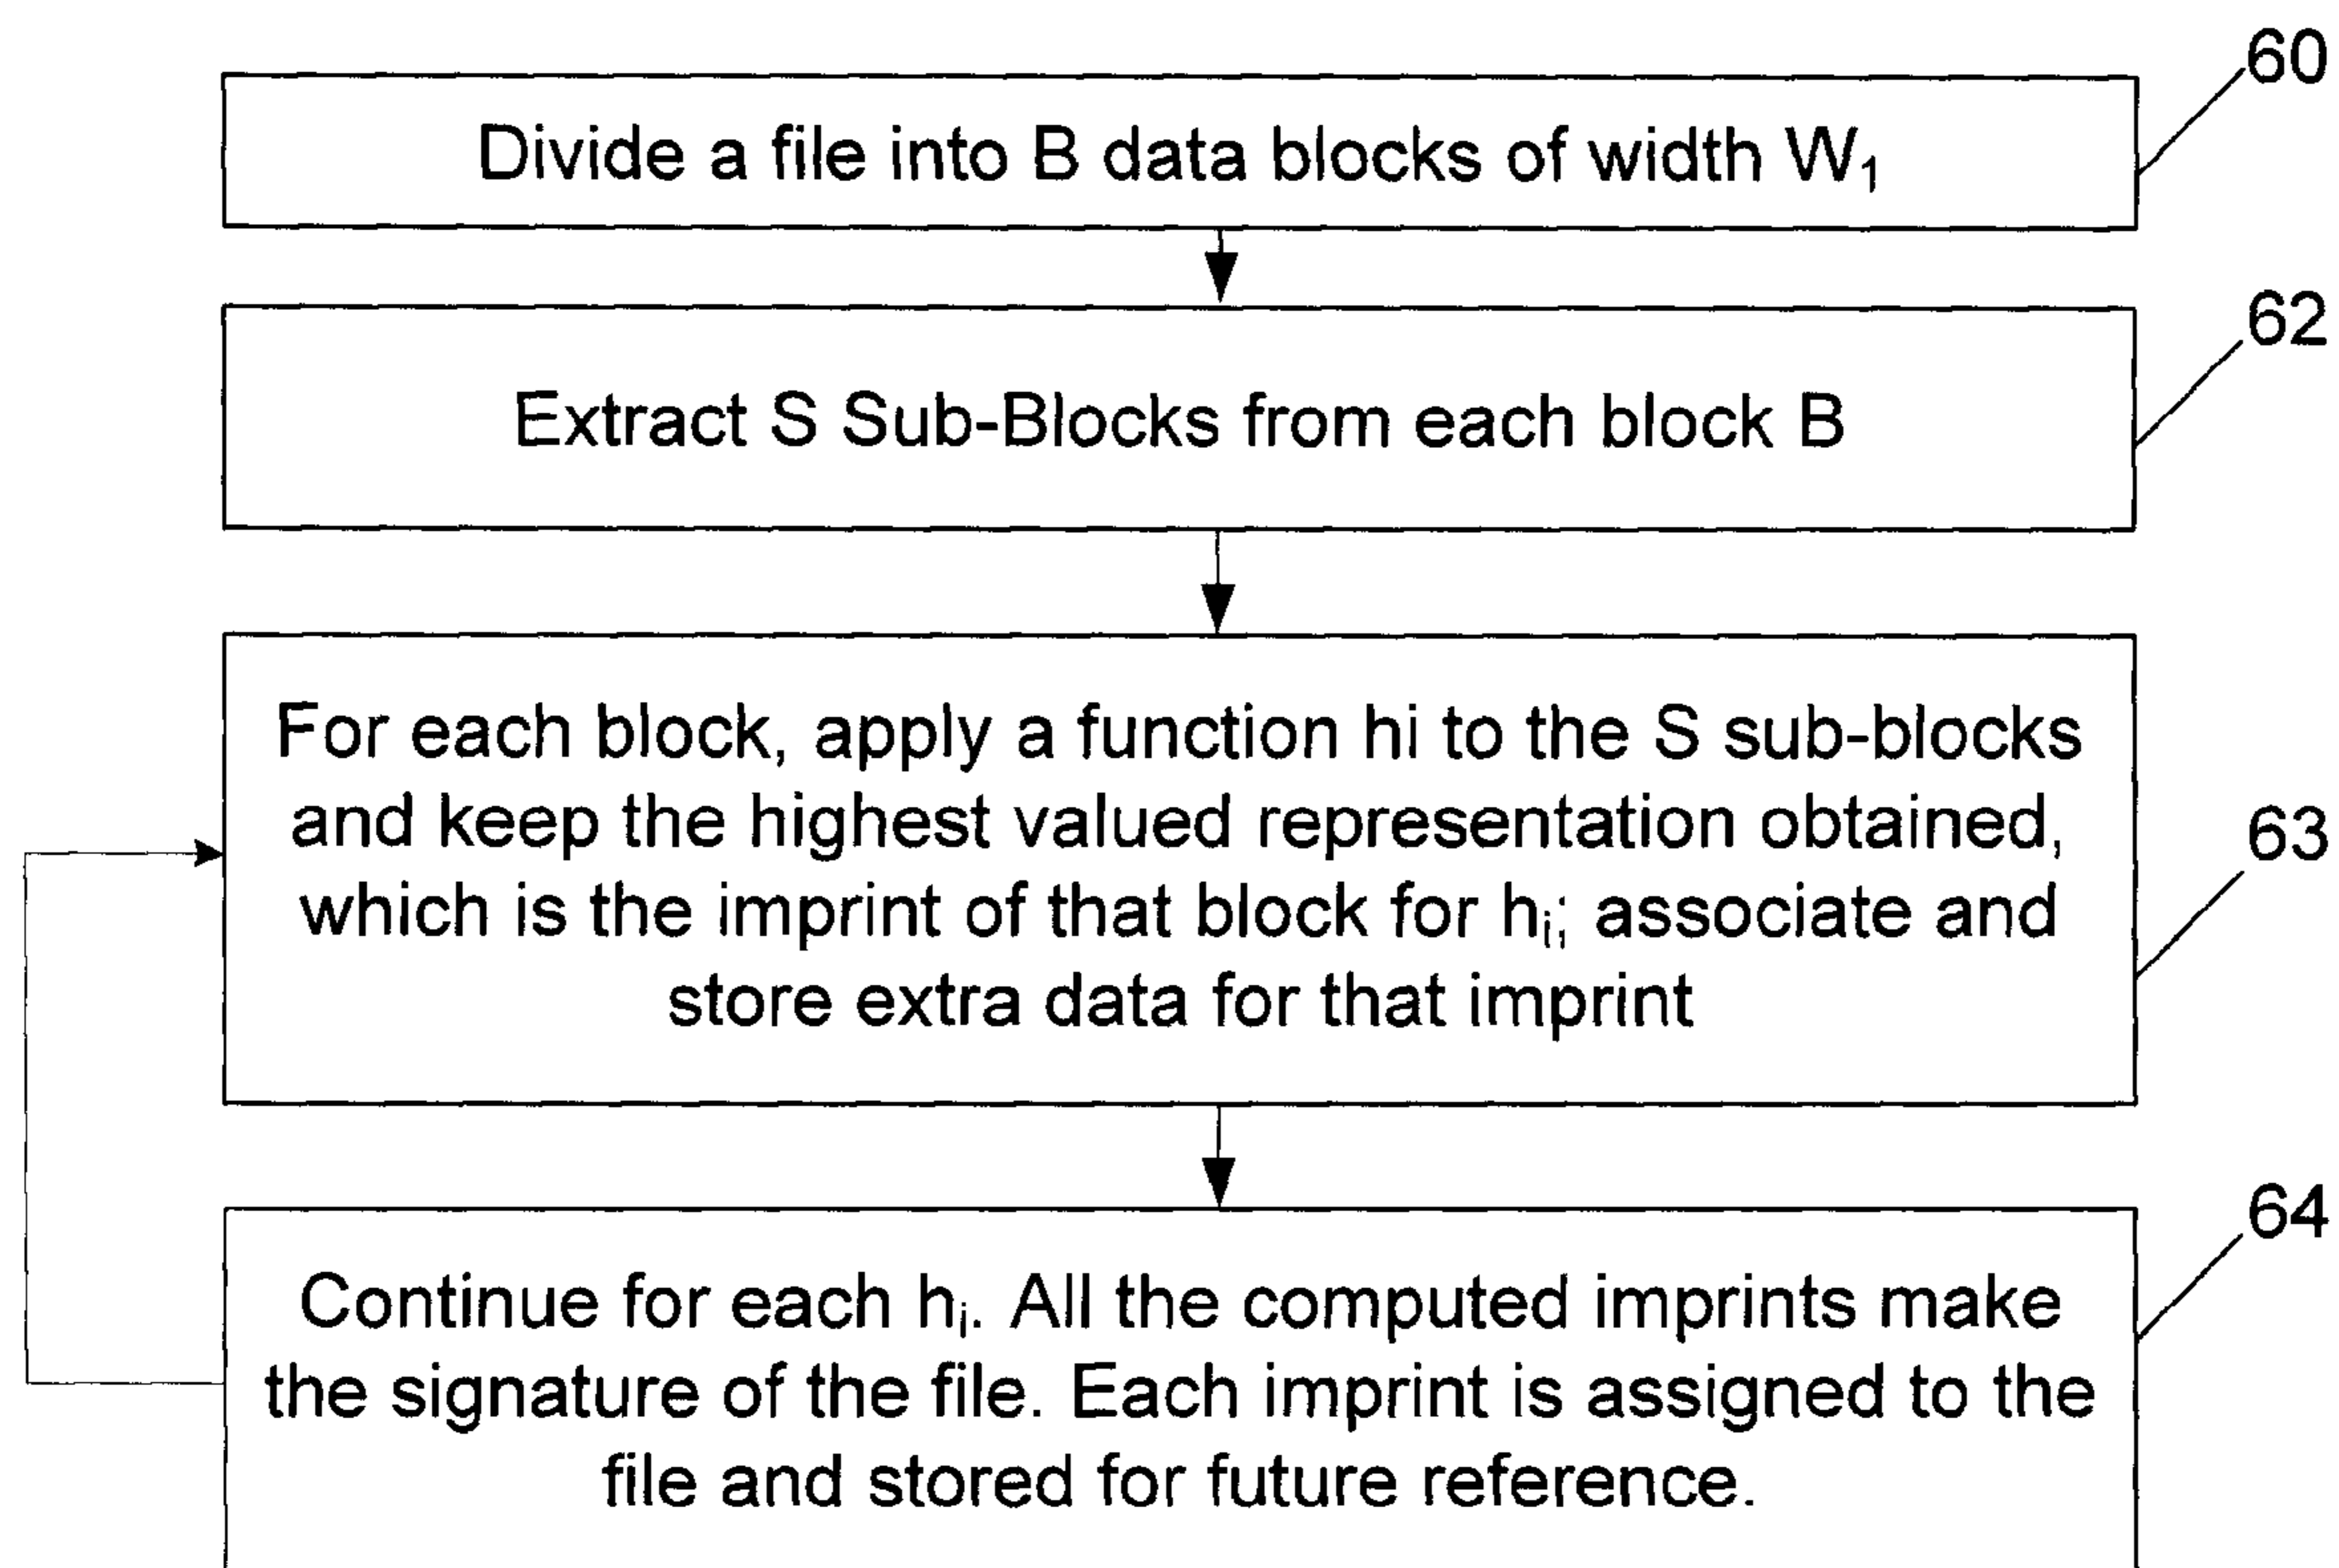 60
Divide a file into B data blocks of width W₁
62
Extract S Sub-Blocks from each block B
For each block, apply a function hi to the S sub-blocks
and keep the highest valued representation obtained,
63
which is the imprint of that block for hᵢ; associate and
store extra data for that imprint
64
Continue for each hᵢ. All the computed imprints make
the signature of the file. Each imprint is assigned to the
file and stored for future reference.